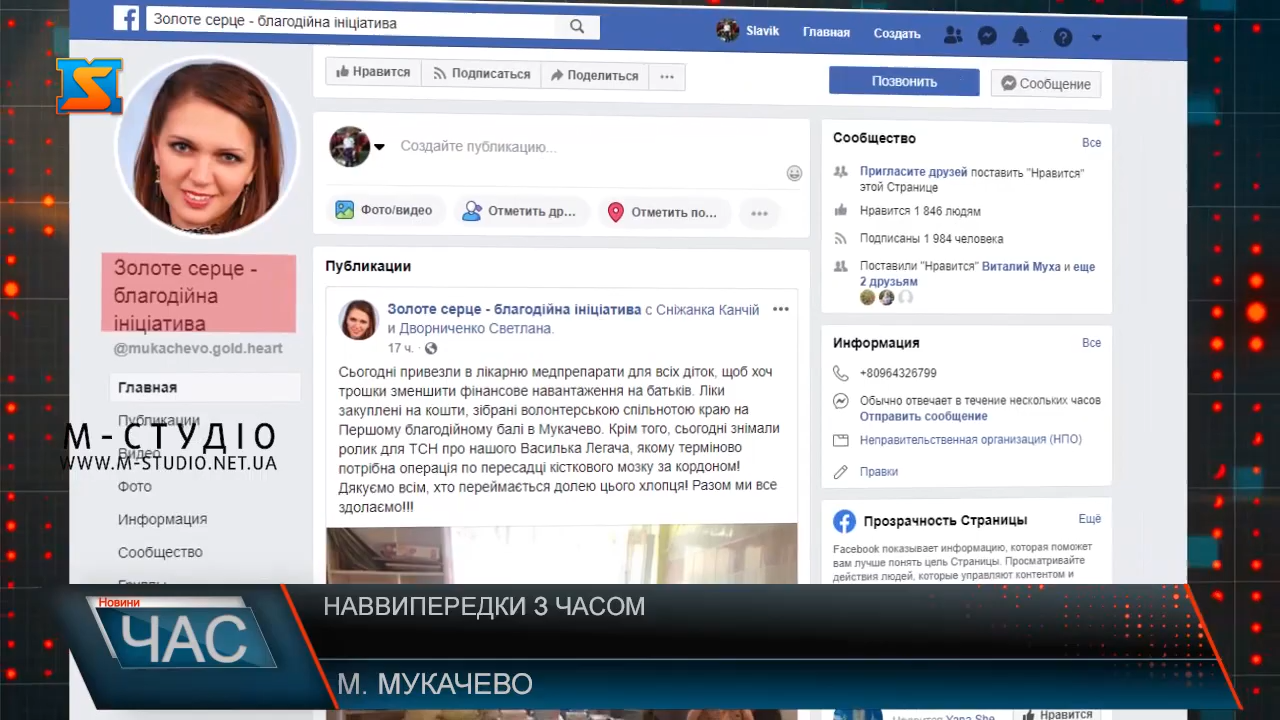 Золоте серце - благодійна ініціатива
Slavik
Главная
Создать
Нравится
Подписаться
Поделиться
Позвонить
Сообщение
Создайте публикацию...
Фото/видео
Отметить др...
Отметить по...
Золоте серце -
благодійна
ініціатива
@mukachevo.gold.heart
Главная
Публикации
Видео
Фото
Информация
Сообщество
Группы
М-СТУДІО
WWW.M-STUDIO.NET.UA
Публикации
Золоте серце - благодійна ініціатива с Сніжанка Канчій
и Дворниченко Светлана.
17 ч. ·
Сьогодні привезли в лікарню медпрепарати для всіх діток, щоб хоч
трошки зменшити фінансове навантаження на батьків. Ліки
закуплені на кошти, зібрані волонтерською спільнотою краю на
Першому благодійному балі в Мукачево. Крім того, сьогодні знімали
ролик для ТСН про нашого Василька Легача, якому терміново
потрібна операція по пересадці кісткового мозку за кордоном!
Дякуємо всім, хто переймається долею цього хлопця! Разом ми все
здолаємо!!!
Сообщество
Все
Пригласите друзей поставить "Нравится"
этой Странице
Нравится 1 846 людям
Подписаны 1 984 человека
Поставили "Нравится" Виталий Муха и еще
2 друзьям
Информация
Все
+80964326799
Обычно отвечает в течение нескольких часов
Отправить сообщение
Неправительственная организация (НПО)
Правки
Прозрачность Страницы
Ещё
Facebook показывает информацию, которая поможет
вам лучше понять цель Страницы. Просматривайте
действия людей, которые управляют контентом и
Новини
ЧАС
НАВВИПЕРЕДКИ З ЧАСОМ
М. МУКАЧЕВО
Нравится Yana She
Нравится